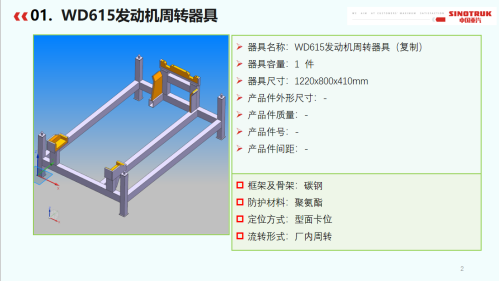 01. WD615发动机周转器具
SINOTRUK
中国重汽
器具名称：WD615发动机周转器具（复制）
器具容量：1 件
器具尺寸：1220x800x410mm
产品件外形尺寸：-
产品件质量：-
产品件号：-
产品件间距：-
框架及骨架：碳钢
防护材料：聚氨酯
定位方式：型面卡位
流转形式：厂内周转
2